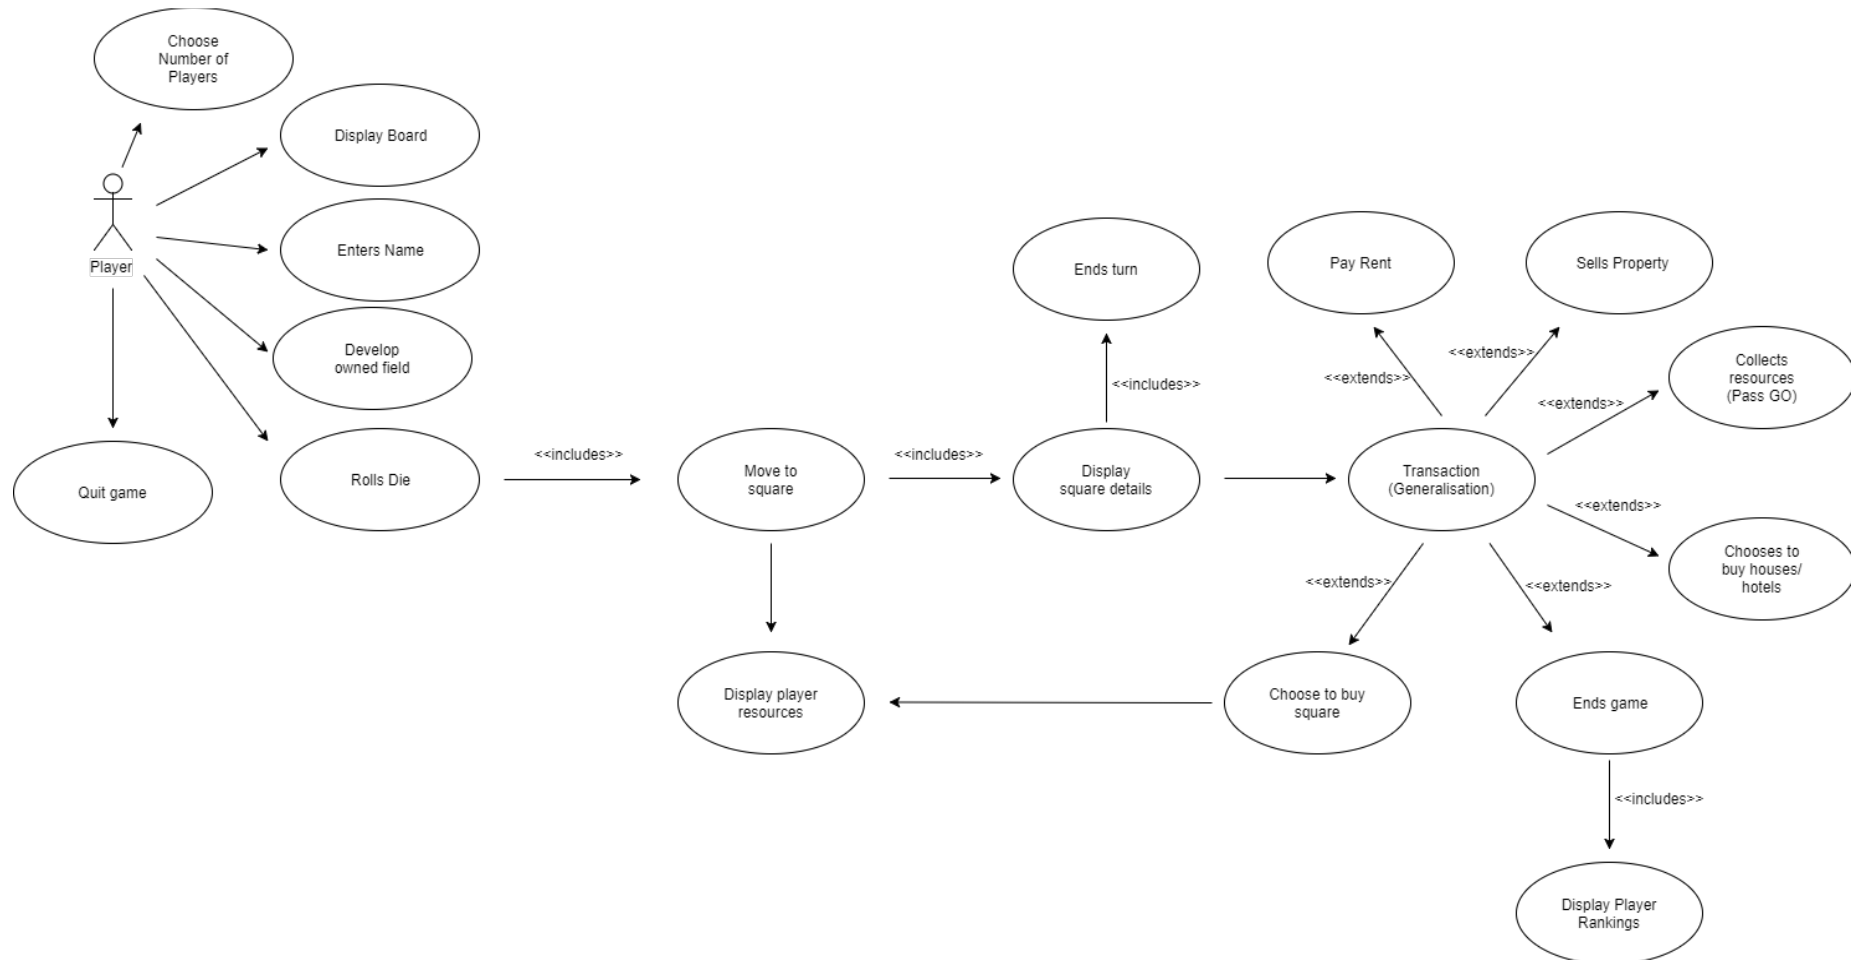 Choose
Number of
Players
Display Board
Enters Name
Player
Develop
owned field
Quit game
Rolls Die
<<includes>>
Move to
square
<<includes>>
Display
square details
Ends turn
<<includes>>
Transaction
(Generalisation)
Pay Rent
<<extends>>
Sells Property
<<extends>>
Collects
resources
(Pass GO)
<<extends>>
<<extends>>
Chooses to
buy houses/
hotels
<<extends>>
<<extends>>
Display player
resources
Choose to buy
square
Ends game
<<includes>>
Display Player
Rankings